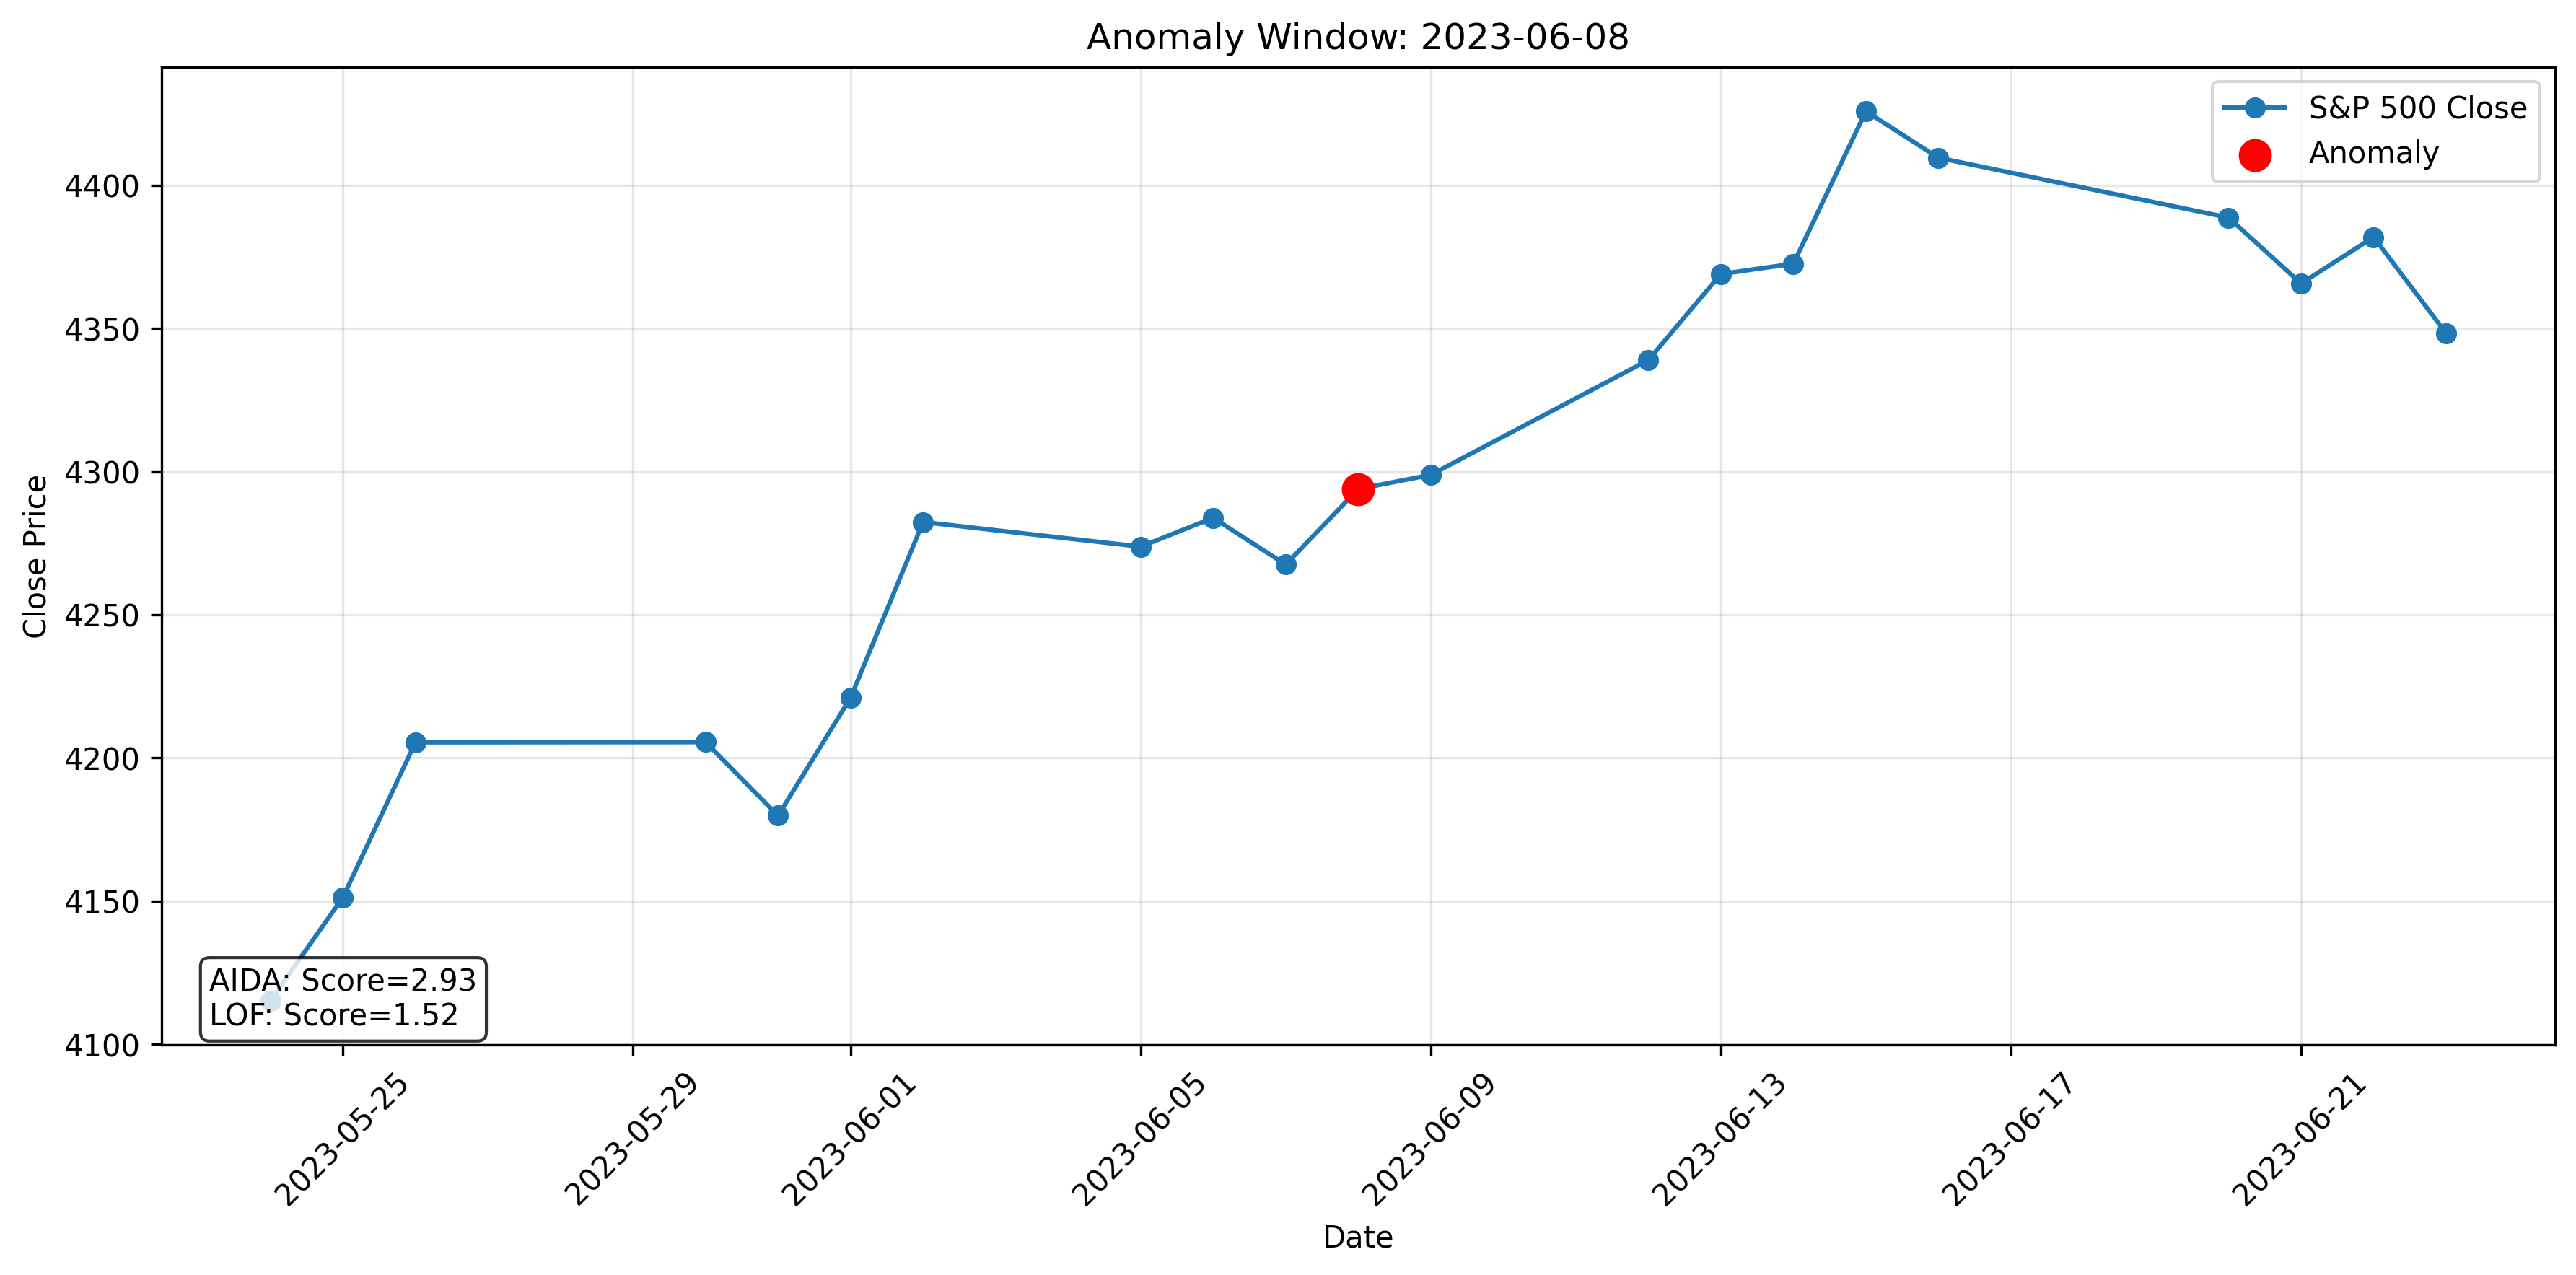 Anomaly Window: 2023-06-08
S&P 500 Close
Anomaly
Close Price
4400
4350
4300
4250
4200
4150
4100
AIDA: Score=2.93
LOF: Score=1.52
2023-05-25
2023-05-29
2023-06-01
2023-06-05
2023-06-09
2023-06-13
2023-06-17
2023-06-21
Date